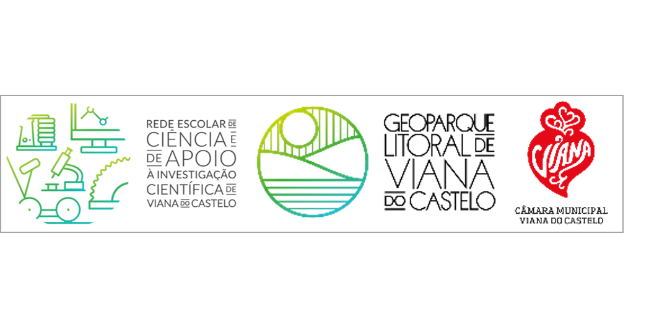 REDE ESCOLAR DE
CIÊNCIA E
DE APOIO
À INVESTIGAÇÃO
CIENTÍFICA DE
VIANA DO CASTELO
GEOPARQUE
LITORAL DE
VIANA
DO CASTELO
VIANA
CÂMARA MUNICIPAL
VIANA DO CASTELO